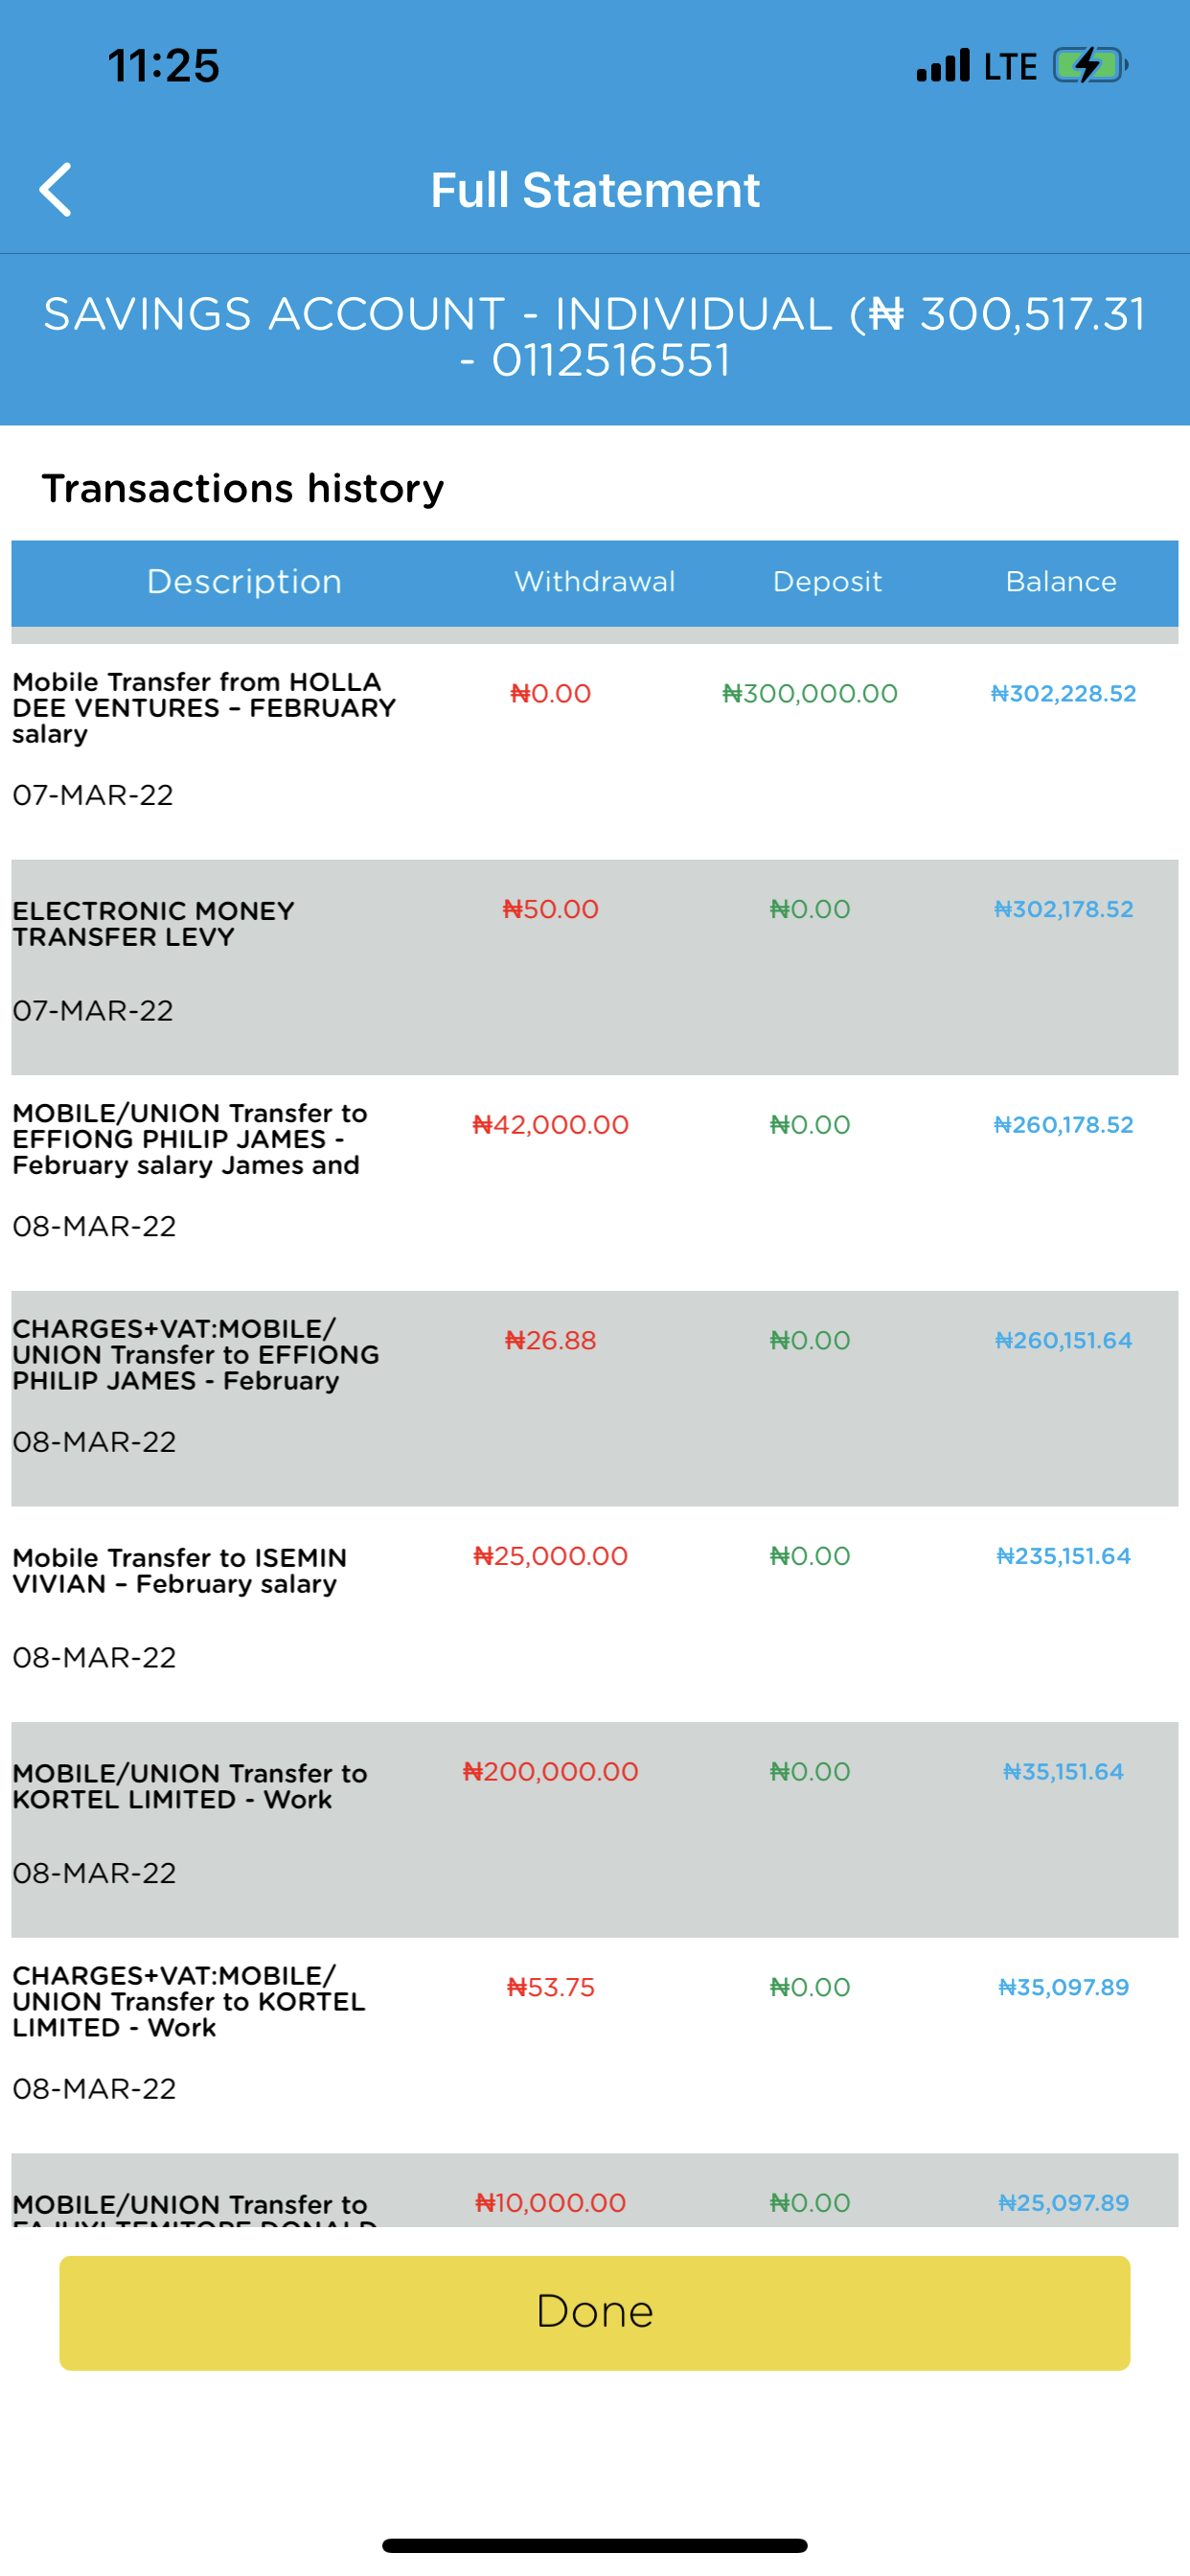 11:25
LTE
Full Statement
SAVINGS ACCOUNT - INDIVIDUAL (₦ 300,517.31
- 0112516551
Transactions history
Description Withdrawal Deposit Balance
Mobile Transfer from HOLLA ₦0.00 ₦300,000.00 ₦302,228.52
DEE VENTURES – FEBRUARY
salary
07-MAR-22
ELECTRONIC MONEY ₦50.00 ₦0.00 ₦302,178.52
TRANSFER LEVY
07-MAR-22
MOBILE/UNION Transfer to ₦42,000.00 ₦0.00 ₦260,178.52
EFFIONG PHILIP JAMES -
February salary James and
08-MAR-22
CHARGES+VAT:MOBILE/ ₦26.88 ₦0.00 ₦260,151.64
UNION Transfer to EFFIONG
PHILIP JAMES - February
08-MAR-22
Mobile Transfer to ISEMIN ₦25,000.00 ₦0.00 ₦235,151.64
VIVIAN – February salary
08-MAR-22
MOBILE/UNION Transfer to ₦200,000.00 ₦0.00 ₦35,151.64
KORTEL LIMITED - Work
08-MAR-22
CHARGES+VAT:MOBILE/ ₦53.75 ₦0.00 ₦35,097.89
UNION Transfer to KORTEL
LIMITED - Work
08-MAR-22
MOBILE/UNION Transfer to ₦10,000.00 ₦0.00 ₦25,097.89
Done